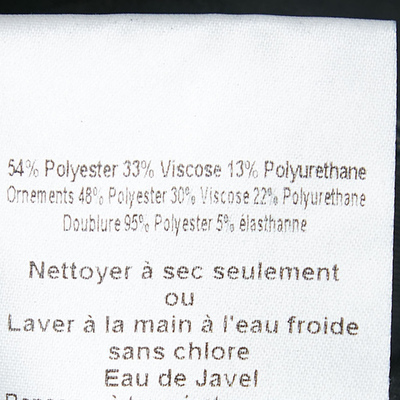 54% Polyester 33% Viscose 13% Polyurethane
Ornements 48% Polyester 30% Viscose 22% Polyurethane
Doublure 95% Polyester 5% élasthanne
Nettoyer à sec seulement
ou
Laver à la main à l'eau froide
sans chlore
Eau de Javel